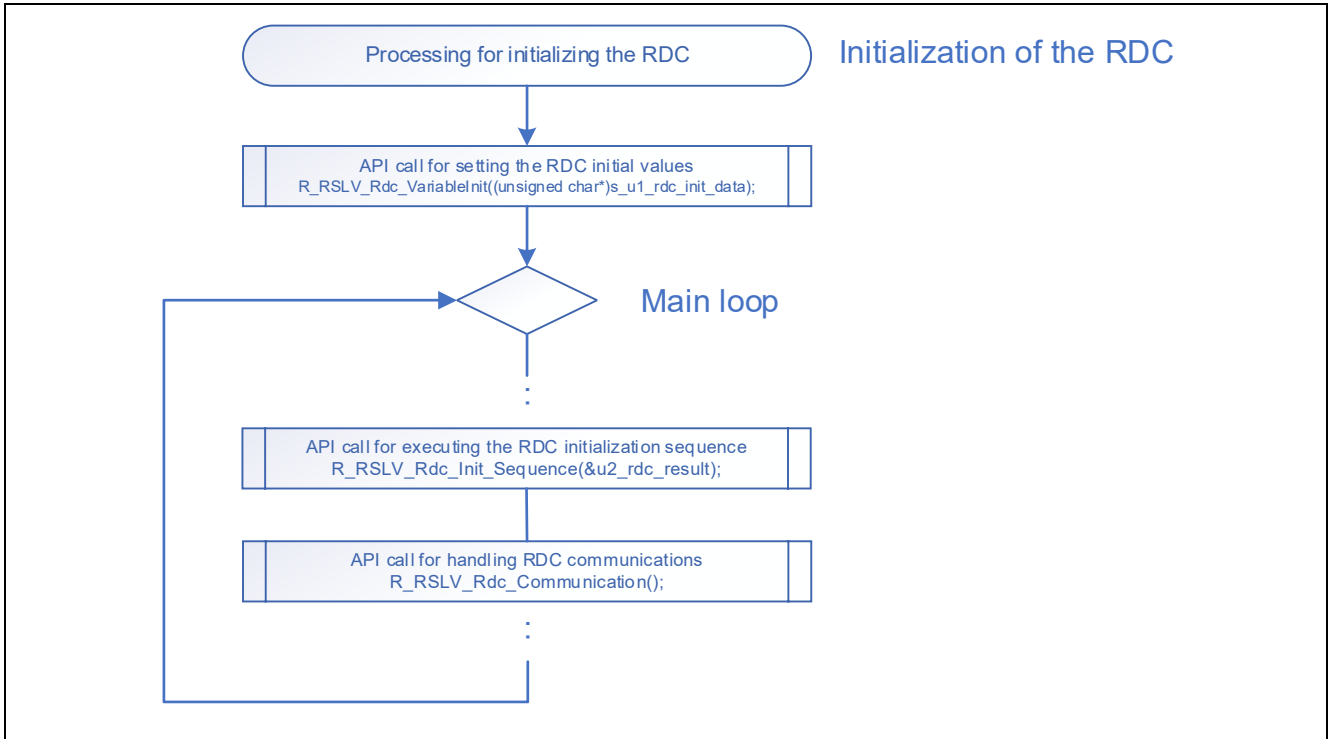 Processing for initializing the RDC
Initialization of the RDC
API call for setting the RDC initial values
R_RSLV_Rdc_VariableInit((unsigned char*)s_u1_rdc_init_data);
Main loop
:
API call for executing the RDC initialization sequence
R_RSLV_Rdc_Init_Sequence(&u2_rdc_result);
API call for handling RDC communications
R_RSLV_Rdc_Communication();
: